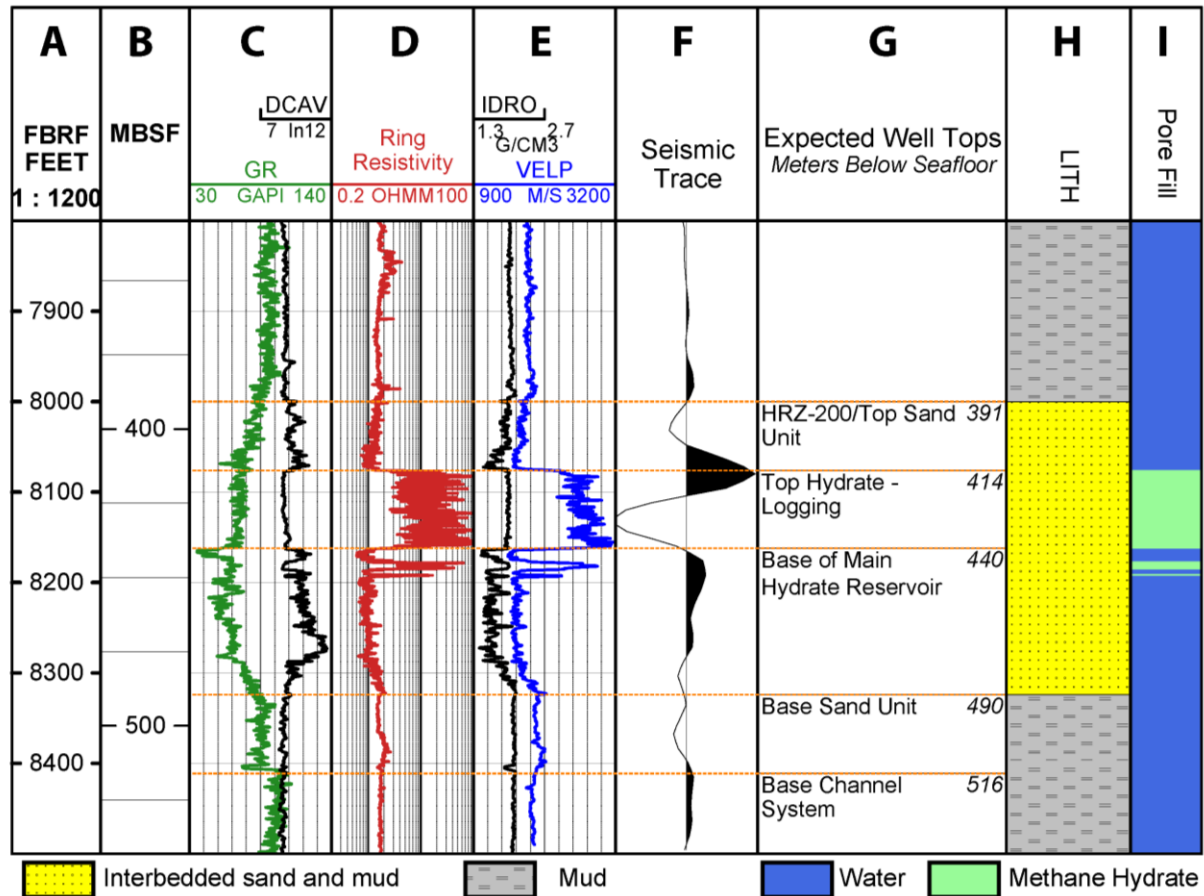 A
B
C
D
E
F
G
H
I
FBRF
FEET
1 : 1200
MBSF
DCAV
7 In12
GR
30 GAPI 140
Ring
Resistivity
0.2 OHMM100
IDRO
1.3 2.7
G/CM3
VELP
900 M/S 3200
Seismic
Trace
Expected Well Tops
Meters Below Seafloor
LITH
Pore Fill
7900
8000
8100
8200
8300
8400
400
500
HRZ-200/Top Sand 391
Unit
Top Hydrate - 414
Logging
Base of Main 440
Hydrate Reservoir
Base Sand Unit 490
Base Channel 516
System
Interbedded sand and mud
Mud
Water
Methane Hydrate